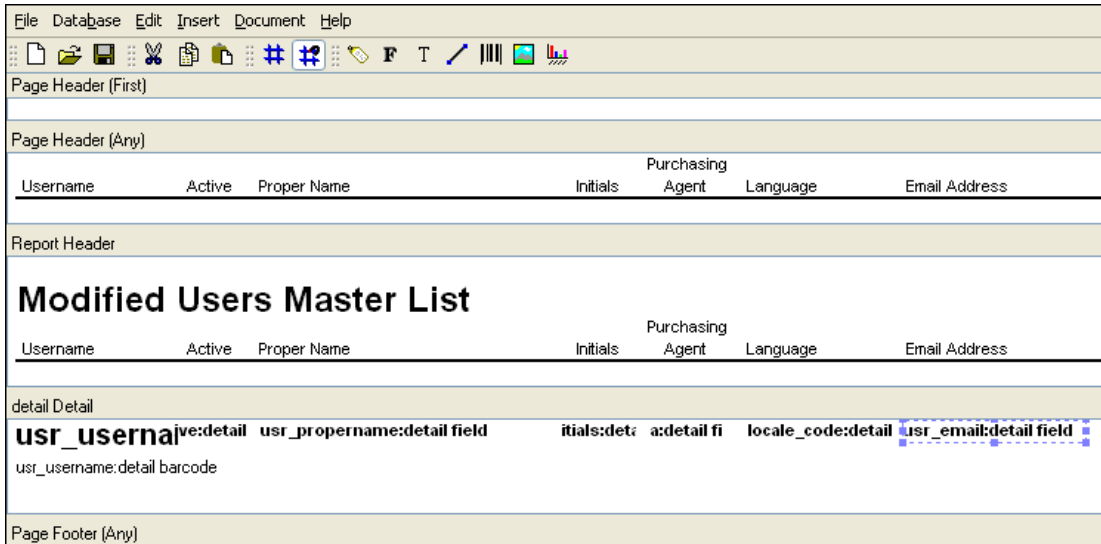 File Database Edit Insert Document Help
F T
Page Header (First)
Page Header (Any)
Purchasing
Username Active Proper Name Initials Agent Language Email Address
Report Header
Modified Users Master List
Purchasing
Username Active Proper Name Initials Agent Language Email Address
detail Detail
usr_userna ve:detail usr_propername:detail field itials:deta a:detail fi locale_code:detail usr_email:detail field
usr_username:detail barcode
Page Footer (Any)